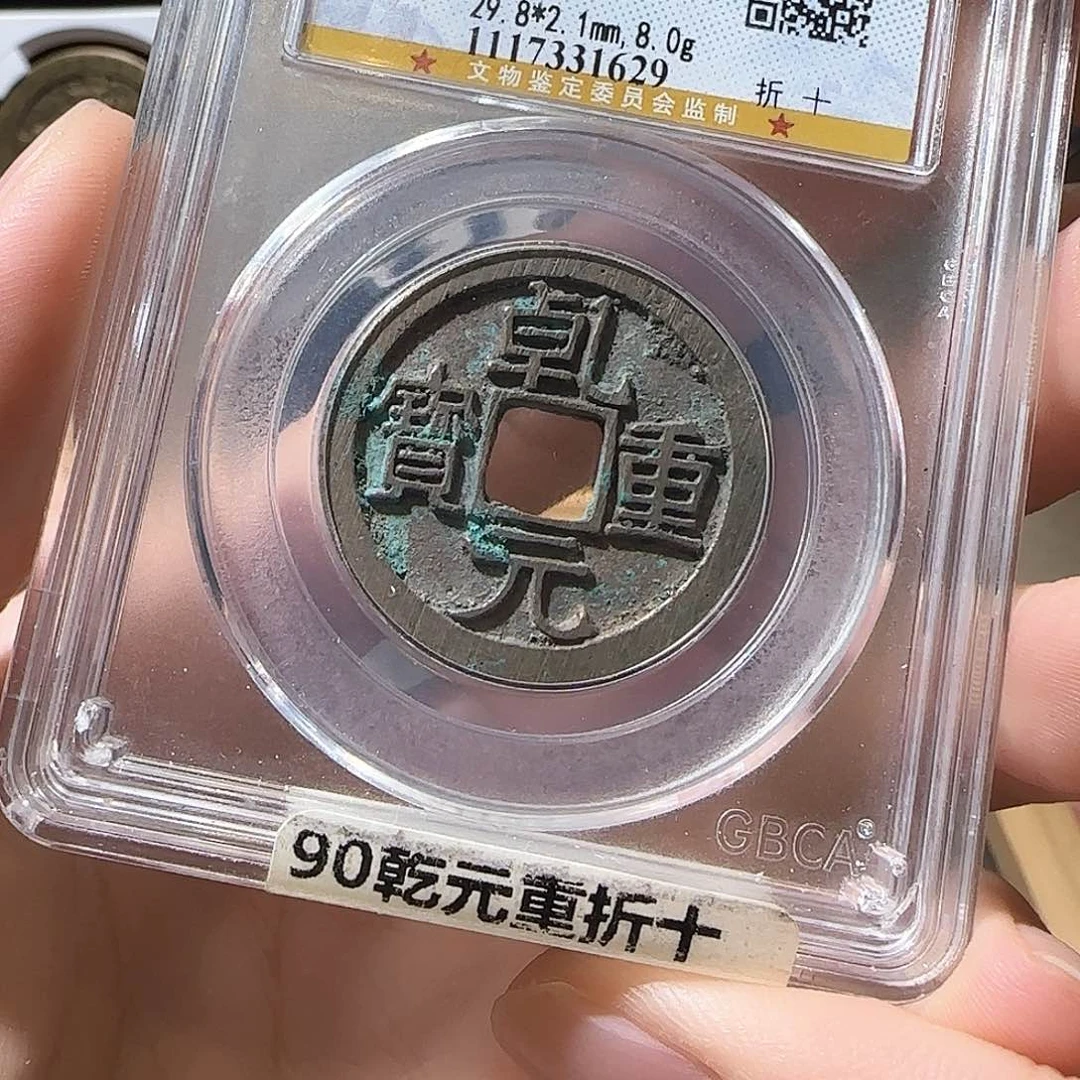 29.8*2.1mm,8.0g
1117331629
折十
文物鉴定委员会监制
乾
寶 重
元
GBCA
GBCA®
90乾元重折十